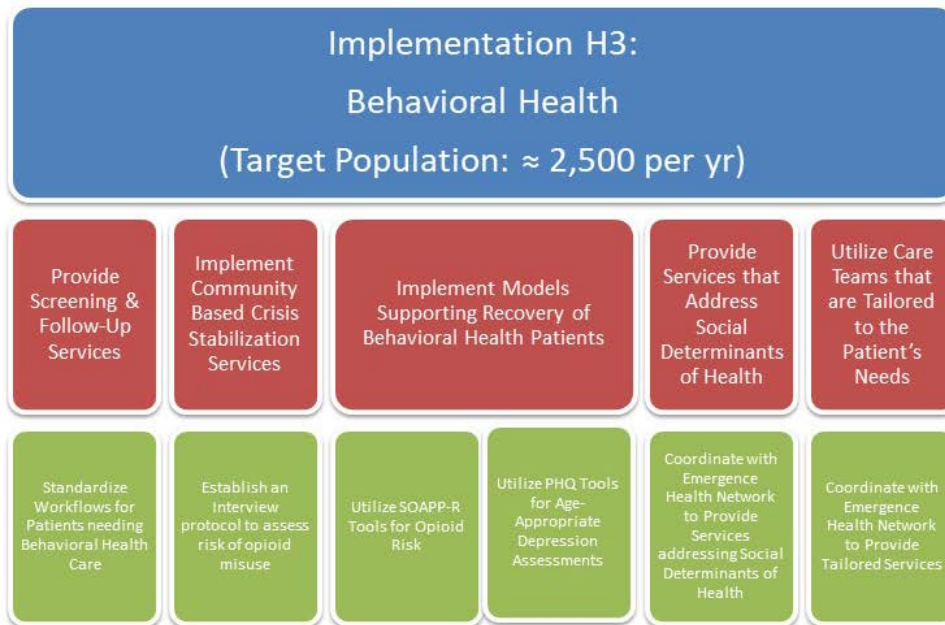 Implementation H3:
Behavioral Health
(Target Population: ≈ 2,500 per yr)
Provide
Screening &
Follow-Up
Services
Implement
Community
Based Crisis
Stabilization
Services
Implement Models
Supporting Recovery of
Behavioral Health Patients
Provide
Services that
Address
Social
Determinants
of Health
Utilize Care
Teams that
are Tailored
to the
Patient's
Needs
Standardize
Workflows for
Patients needing
Behavioral Health
Care
Establish an
Interview
protocol to assess
risk of opioid
misuse
Utilize SOAPP-R
Tools for Opioid
Risk
Utilize PHQ Tools
for Age-
Appropriate
Depression
Assessments
Coordinate with
Emergence
Health Network
to Provide
Services
addressing Social
Determinants of
Health
Coordinate with
Emergence
Health Network
to Provide
Tailored Services